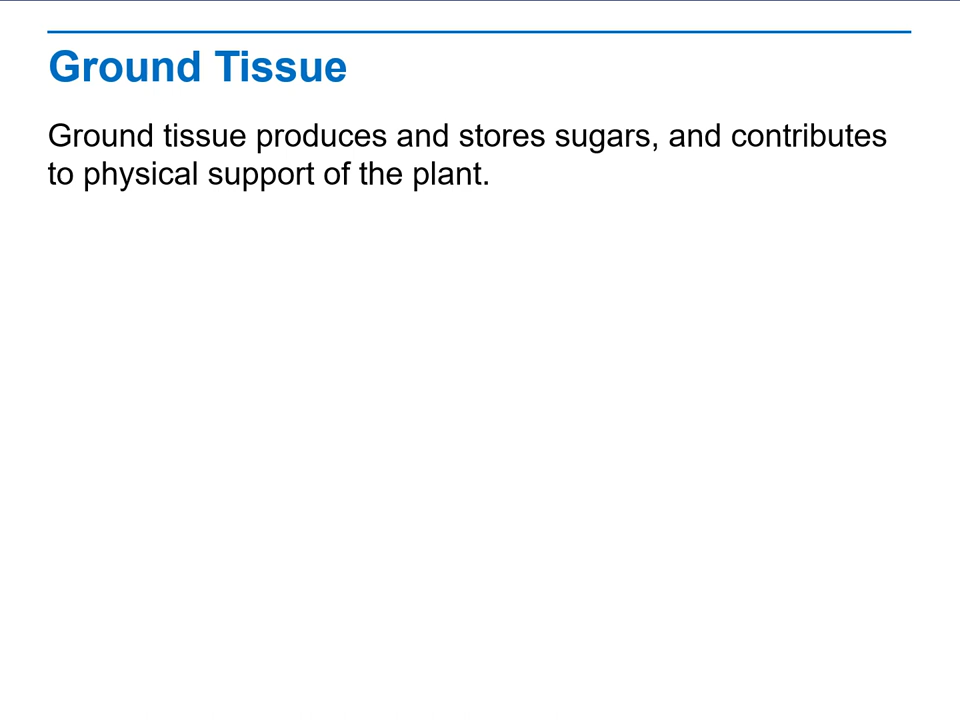 Ground Tissue
Ground tissue produces and stores sugars, and contributes
to physical support of the plant.